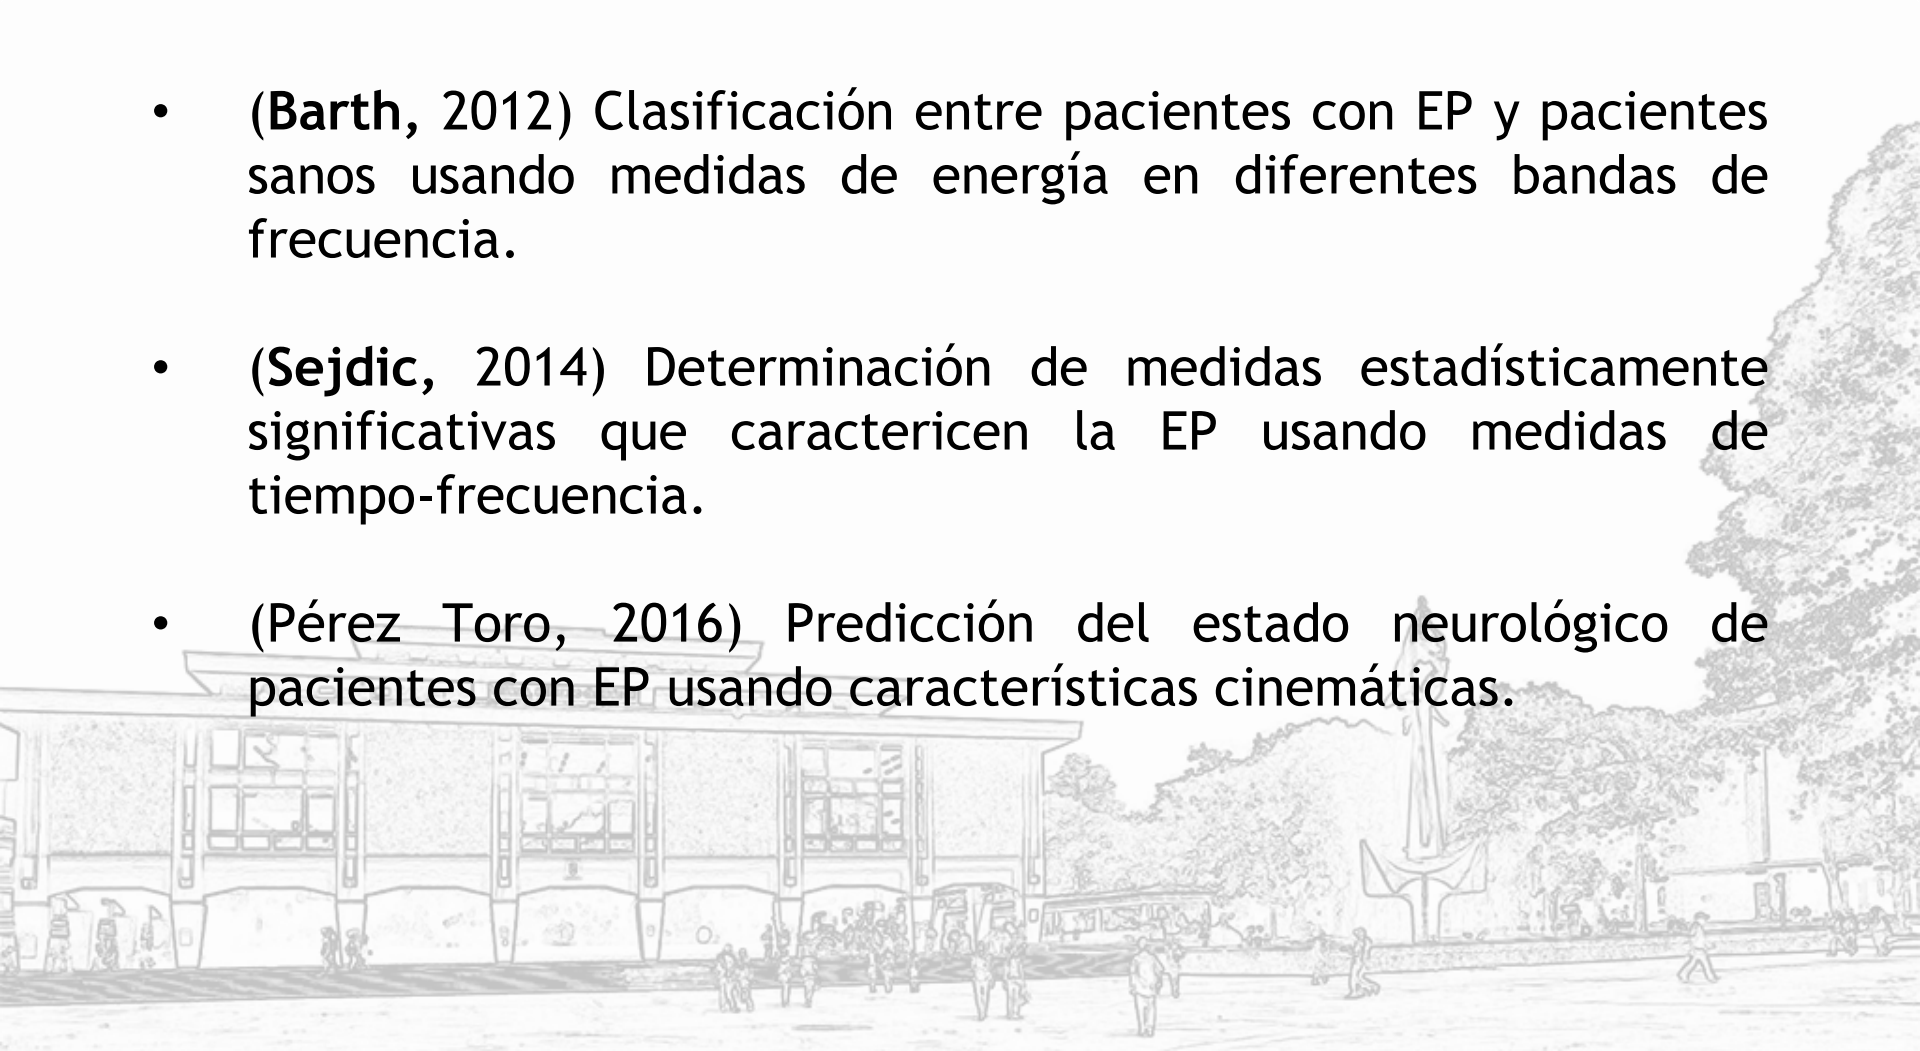 • (Barth, 2012) Clasificación entre pacientes con EP y pacientes
sanos usando medidas de energía en diferentes bandas de
frecuencia.
• (Sejdic, 2014) Determinación de medidas estadísticamente
significativas que caractericen la EP usando medidas de
tiempo-frecuencia.
• (Pérez Toro, 2016) Predicción del estado neurológico de
pacientes con EP usando características cinemáticas.